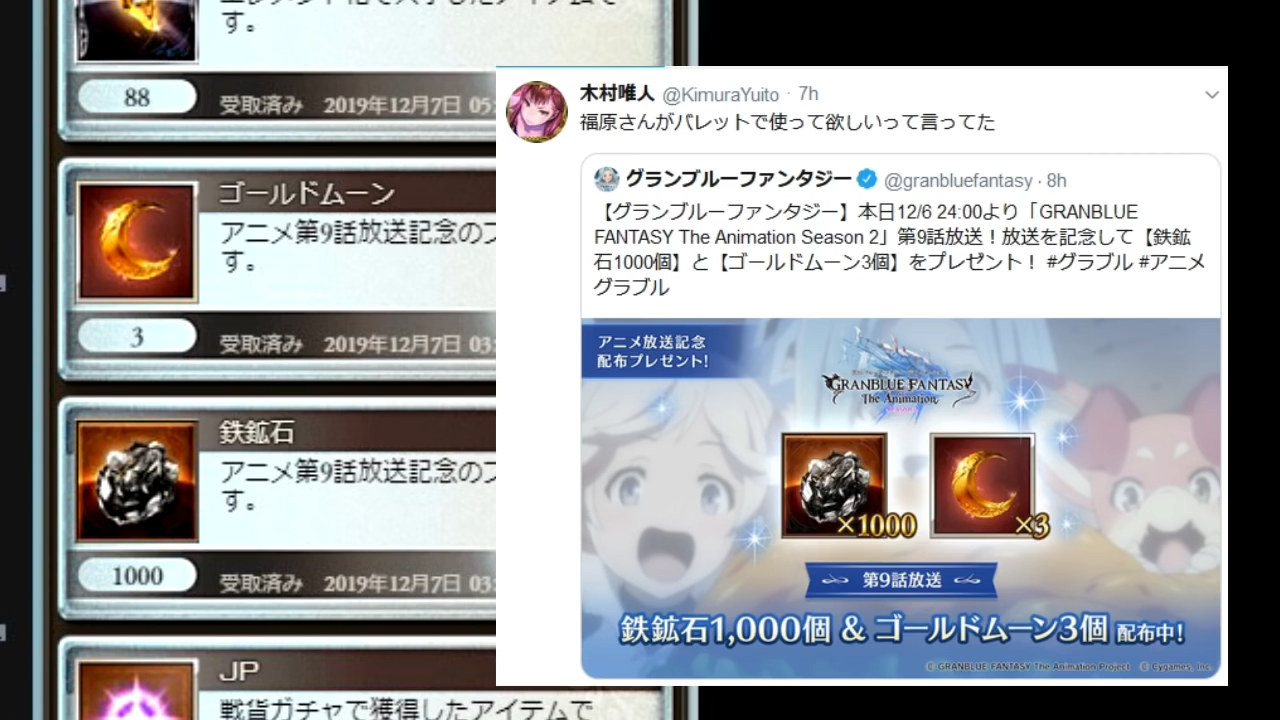 す。
88
受取済み 2019年12月7日 05:
ゴールドムーン
アニメ第9話放送記念のプ
す。
3
受取済み 2019年12月7日 03:
鉄鉱石
アニメ第9話放送記念のプ
す。
1000
受取済み 2019年12月7日 03:
JP
戦貨ガチャで獲得したアイテムで
木村唯人 @KimuraYuito · 7h
福原さんがバレットで使って欲しいって言ってた
グランブルーファンタジー @granbluefantasy · 8h
【グランブルーファンタジー】本日12/6 24:00より「GRANBLUE
FANTASY The Animation Season 2」第9話放送！放送を記念して【鉄鉱
石1000個】と【ゴールドムーン3個】をプレゼント！ #グラブル #アニメ
グラブル
アニメ放送記念
配布プレゼント!
GRANBLUE FANTASY
The Animation
×1000
×3
第9話放送
鉄鉱石1,000個 & ゴールドムーン3個 配布中!
© GRANBLUE FANTASY The Animation Project © Cygames, Inc.